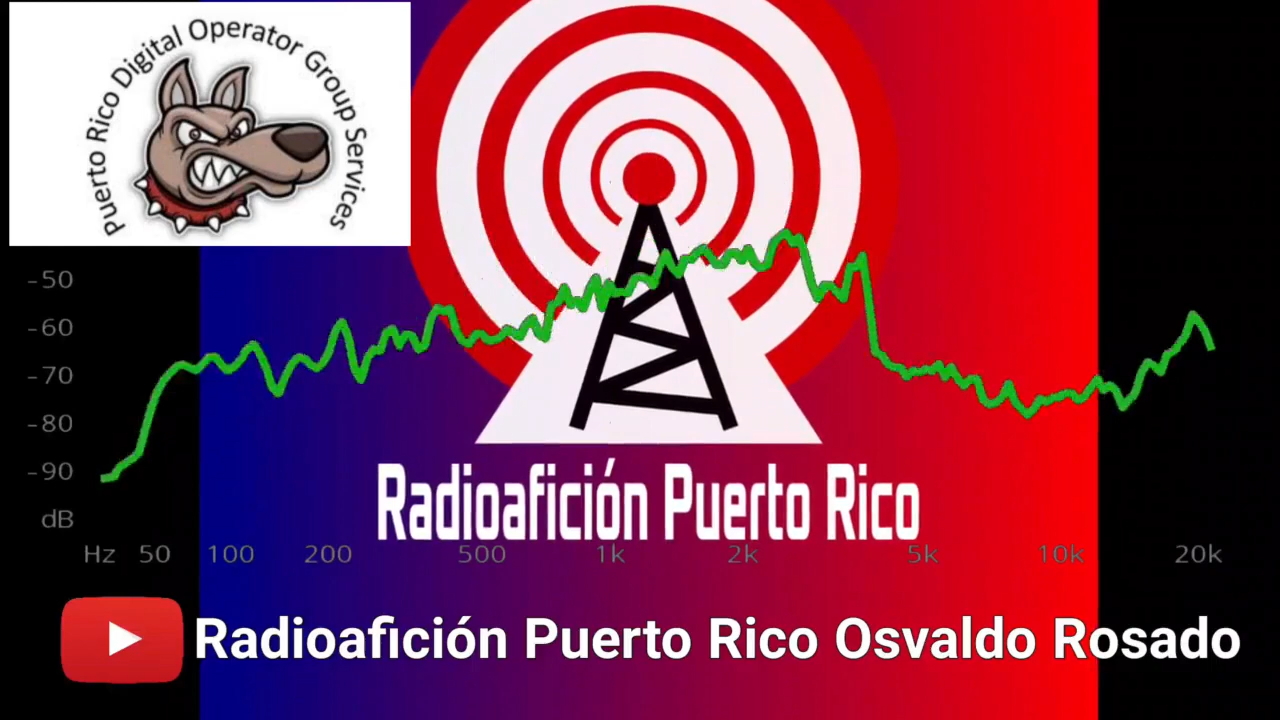 Puerto Rico Digital Operator Group Services
-50
-60
-70
-80
-90
dB
Radioafición Puerto Rico
Hz 50 100 200 500 1k 2k 5k 10k 20k
Radioafición Puerto Rico Osvaldo Rosado